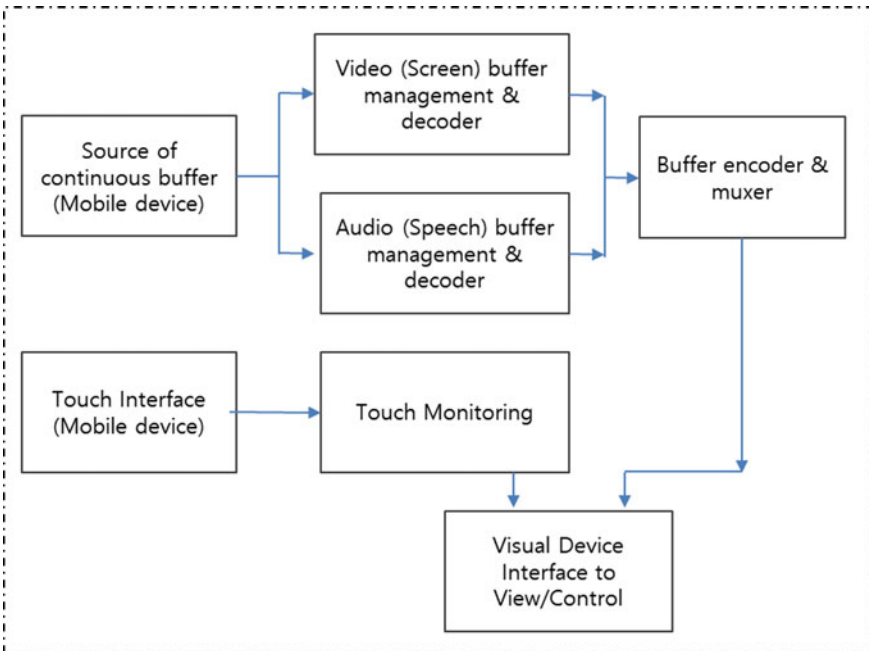 Video (Screen) buffer
management &
decoder
Source of
continuous buffer
(Mobile device)
Buffer encoder &
muxer
Audio (Speech) buffer
management &
decoder
Touch Interface
(Mobile device)
Touch Monitoring
Visual Device
Interface to
View/Control